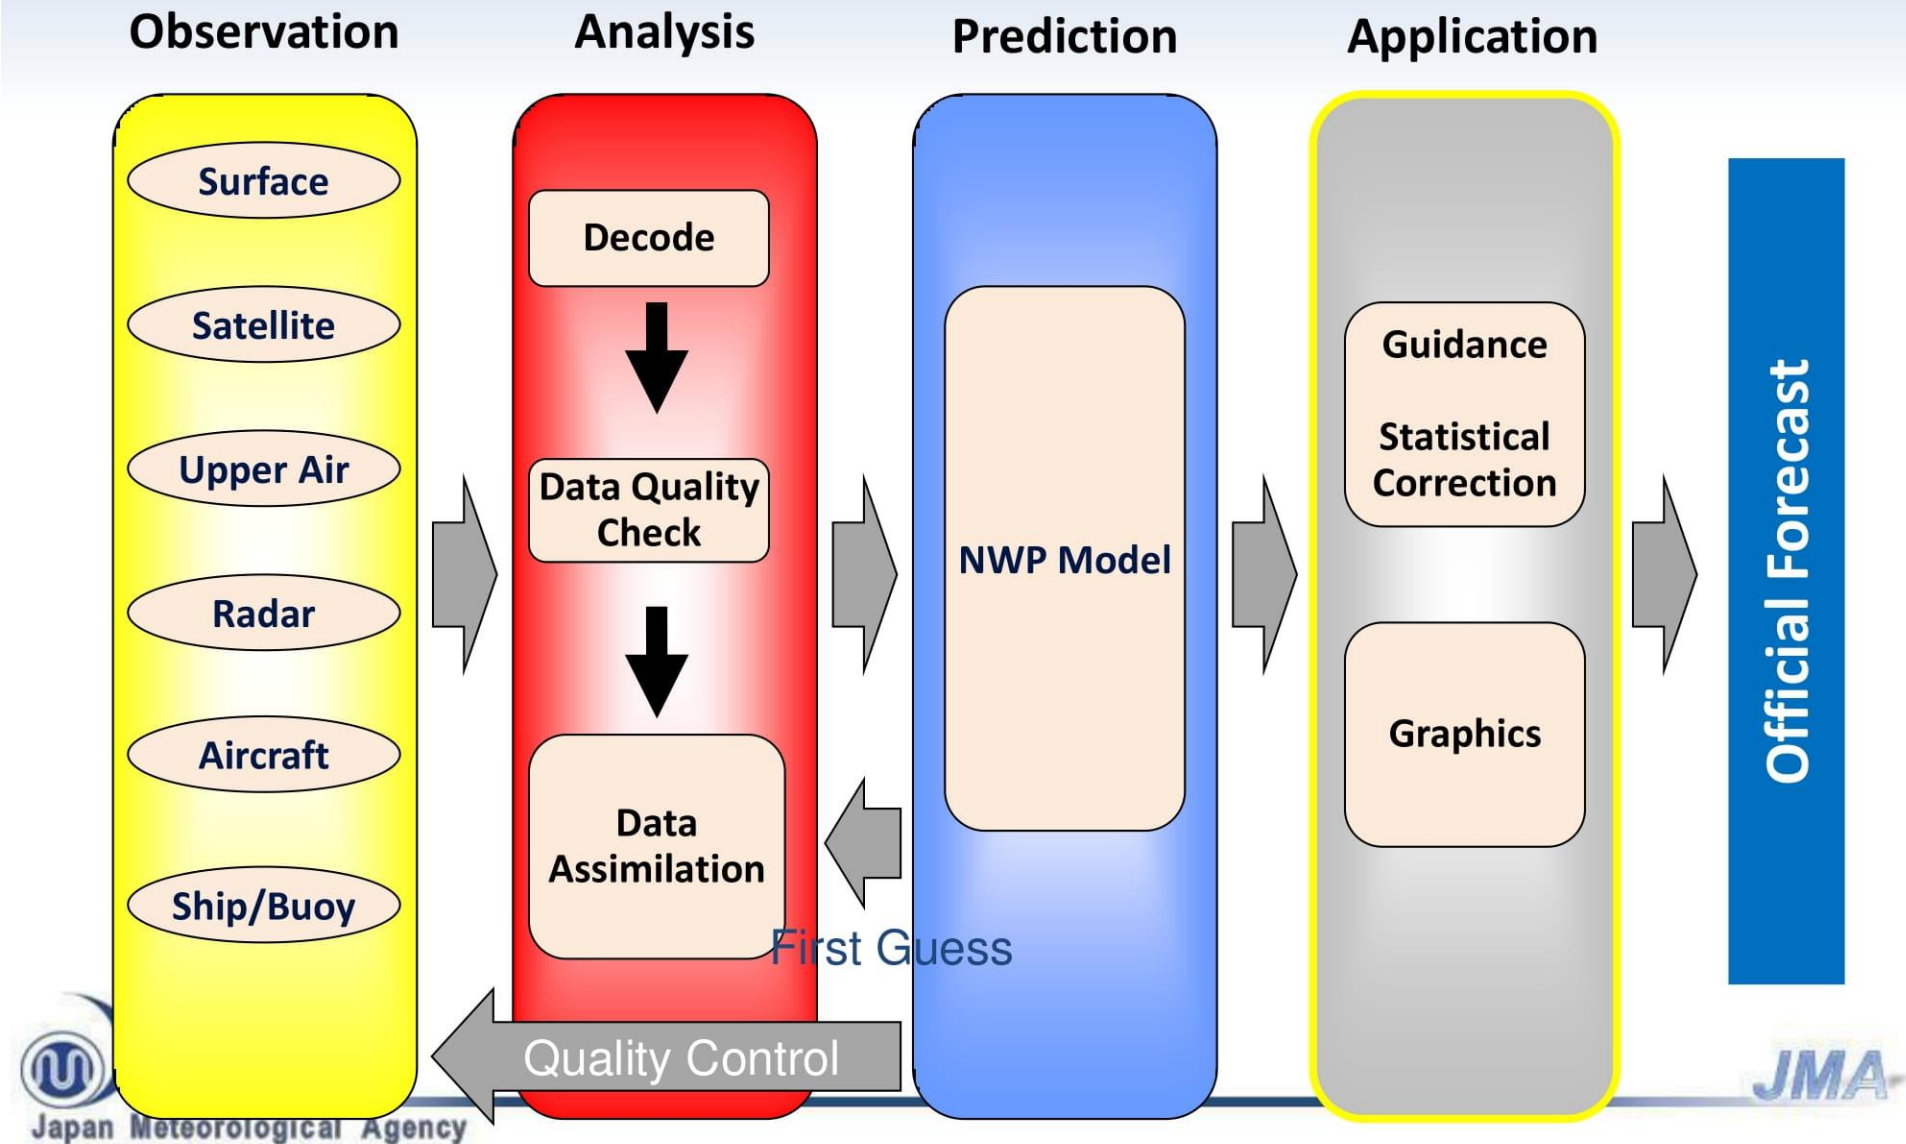 Observation
Analysis
Prediction
Application
Surface
Satellite
Upper Air
Radar
Aircraft
Ship/Buoy
Decode
Data Quality
Check
Data
Assimilation
First Guess
Quality Control
NWP Model
Guidance
Statistical
Correction
Graphics
Official Forecast
Japan Meteorological Agency
JMA